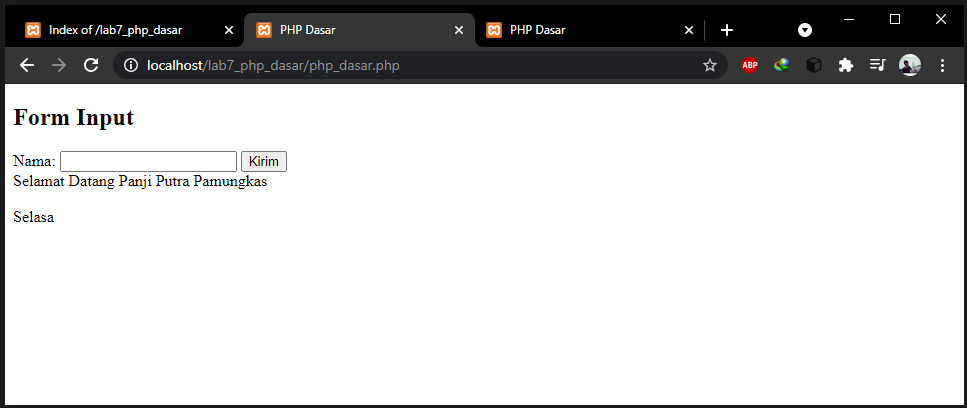 Index of /lab7_php_dasar
PHP Dasar
PHP Dasar
localhost/lab7_php_dasar/php_dasar.php
ABP
Form Input
Nama: Kirim
Selamat Datang Panji Putra Pamungkas
Selasa